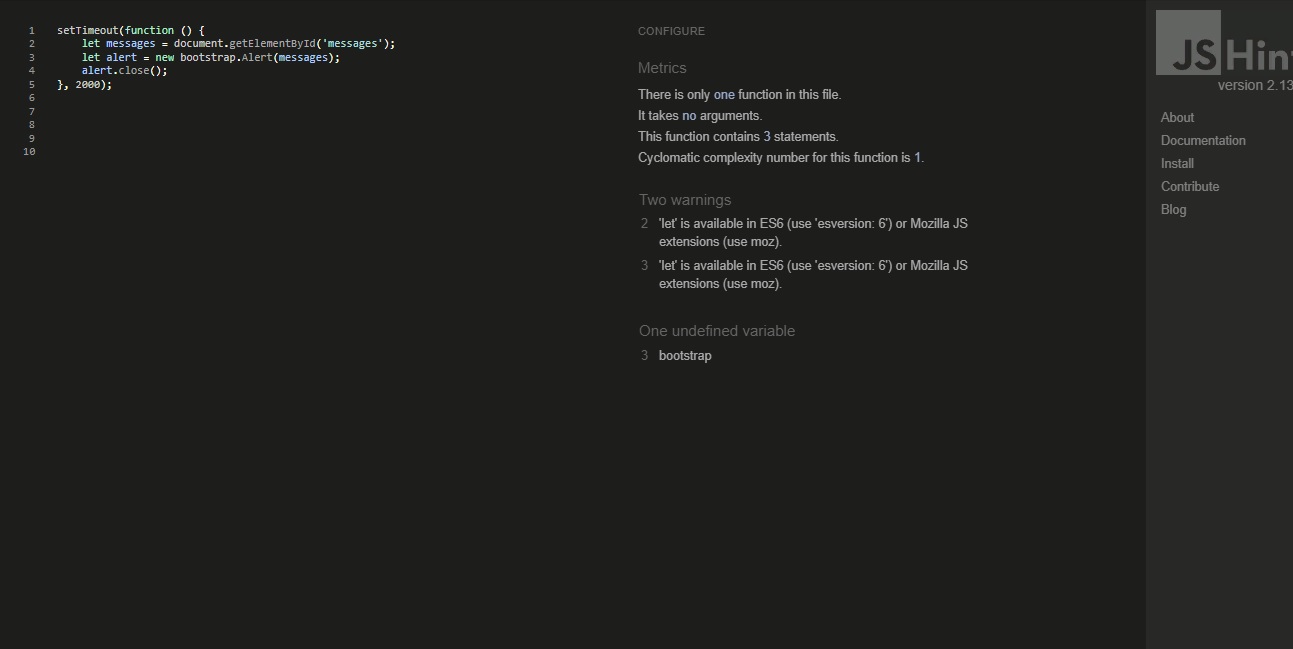 1 setTimeout(function () {
2 let messages = document.getElementById('messages');
3 let alert = new bootstrap.Alert(messages);
4 alert.close();
5 }, 2000);
6
7
8
9
10
CONFIGURE
Metrics
There is only one function in this file.
It takes no arguments.
This function contains 3 statements.
Cyclomatic complexity number for this function is 1.
Two warnings
2 'let' is available in ES6 (use 'esversion: 6') or Mozilla JS
extensions (use moz).
3 'let' is available in ES6 (use 'esversion: 6') or Mozilla JS
extensions (use moz).
One undefined variable
3 bootstrap
JSHin
version 2.13
About
Documentation
Install
Contribute
Blog